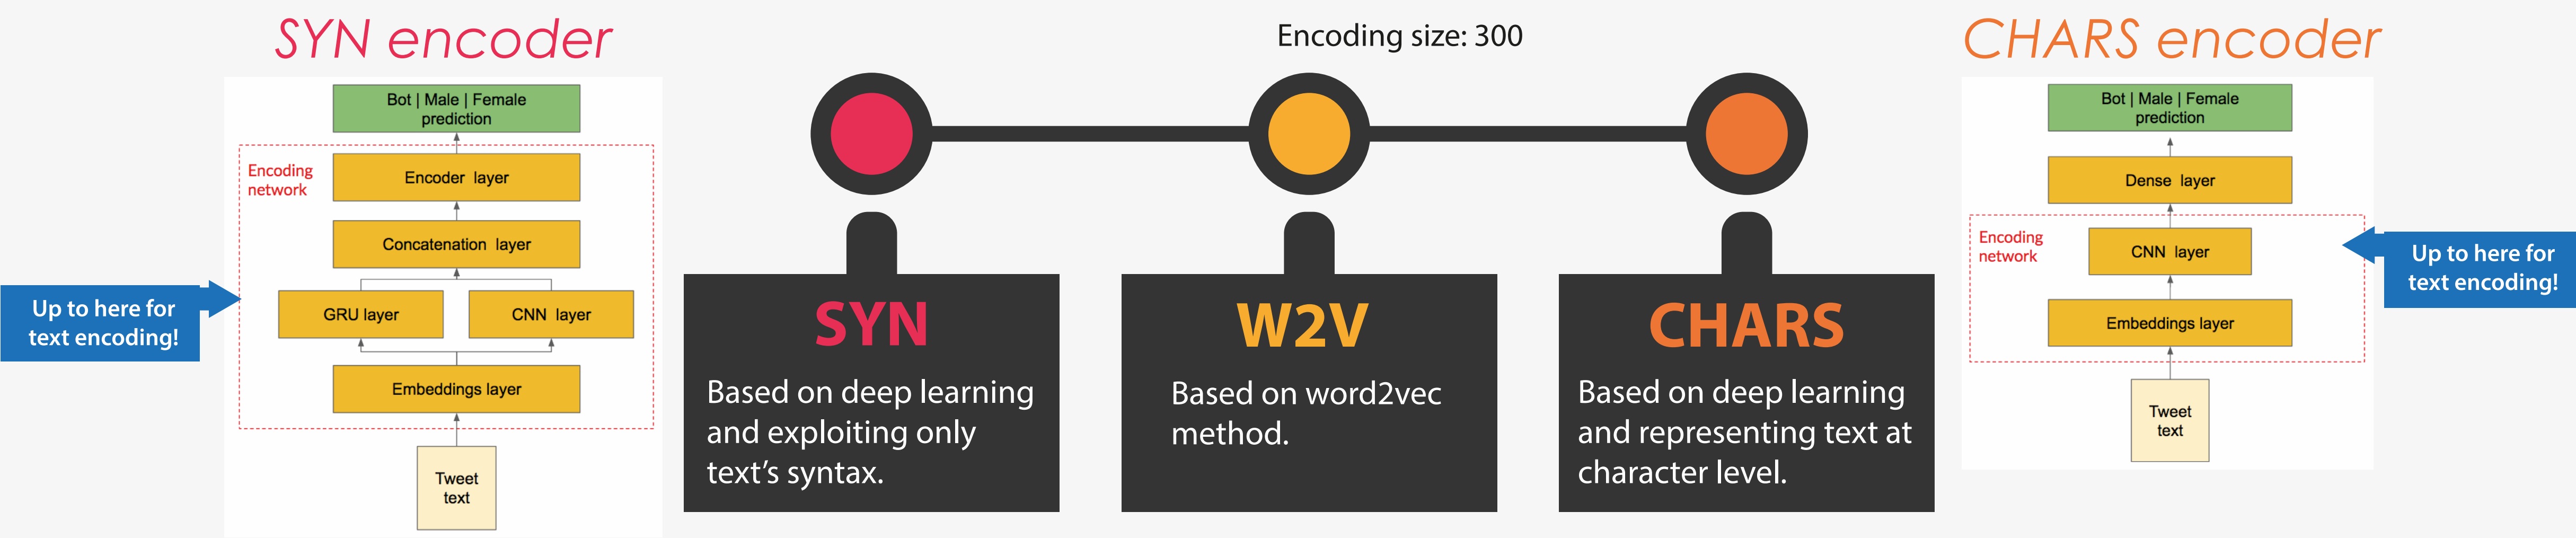 SYN encoder
Bot | Male | Female
prediction
Encoding
network
Encoder layer
Concatenation layer
GRU layer
CNN layer
Embeddings layer
Tweet
text
Up to here for
text encoding!
Encoding size: 300
SYN
Based on deep learning
and exploiting only
text's syntax.
W2V
Based on word2vec
method.
CHARS
Based on deep learning
and representing text at
character level.
CHARS encoder
Bot | Male | Female
prediction
Dense layer
Encoding
network
CNN layer
Embeddings layer
Tweet
text
Up to here for
text encoding!